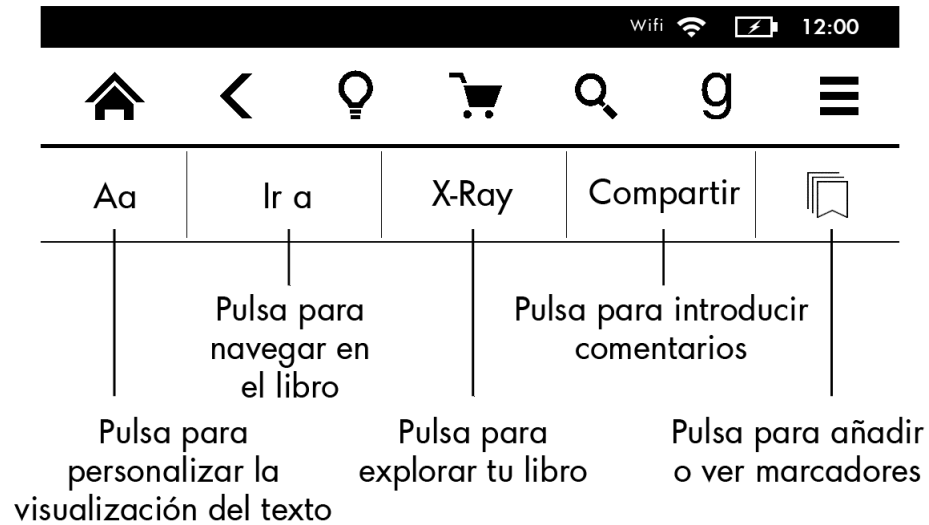 Wifi 12:00
g
Aa Ir a X-Ray Compartir
Pulsa para
navegar en
el libro
Pulsa para introducir
comentarios
Pulsa para
personalizar la
visualización del texto
Pulsa para
explorar tu libro
Pulsa para añadir
o ver marcadores